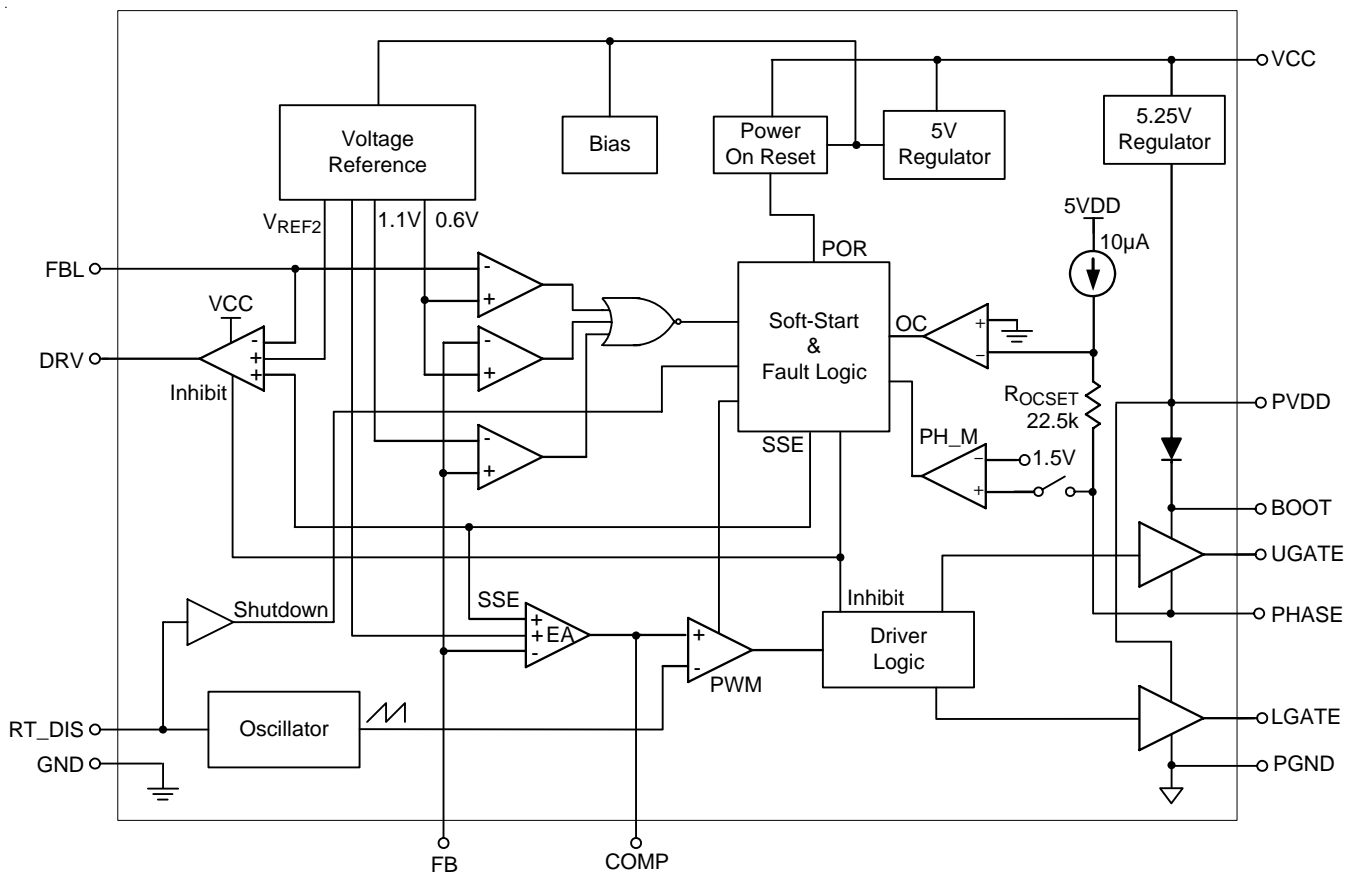 VCC
Voltage
Reference
Bias
Power
On Reset
5V
Regulator
5.25V
Regulator
VREF2
1.1V
0.6V
5VDD
10µA
POR
FBL
-
+
VCC
Soft-Start
&
Fault Logic
OC
+
−
DRV
-
+
+
-
+
Inhibit
ROCSET
22.5k
PVDD
-
+
SSE
PH_M
−
1.5V
+
BOOT
UGATE
Shutdown
SSE
Inhibit
PHASE
+
+
EA
-
+
-
PWM
Driver
Logic
RT_DIS
Oscillator
LGATE
GND
PGND
FB
COMP